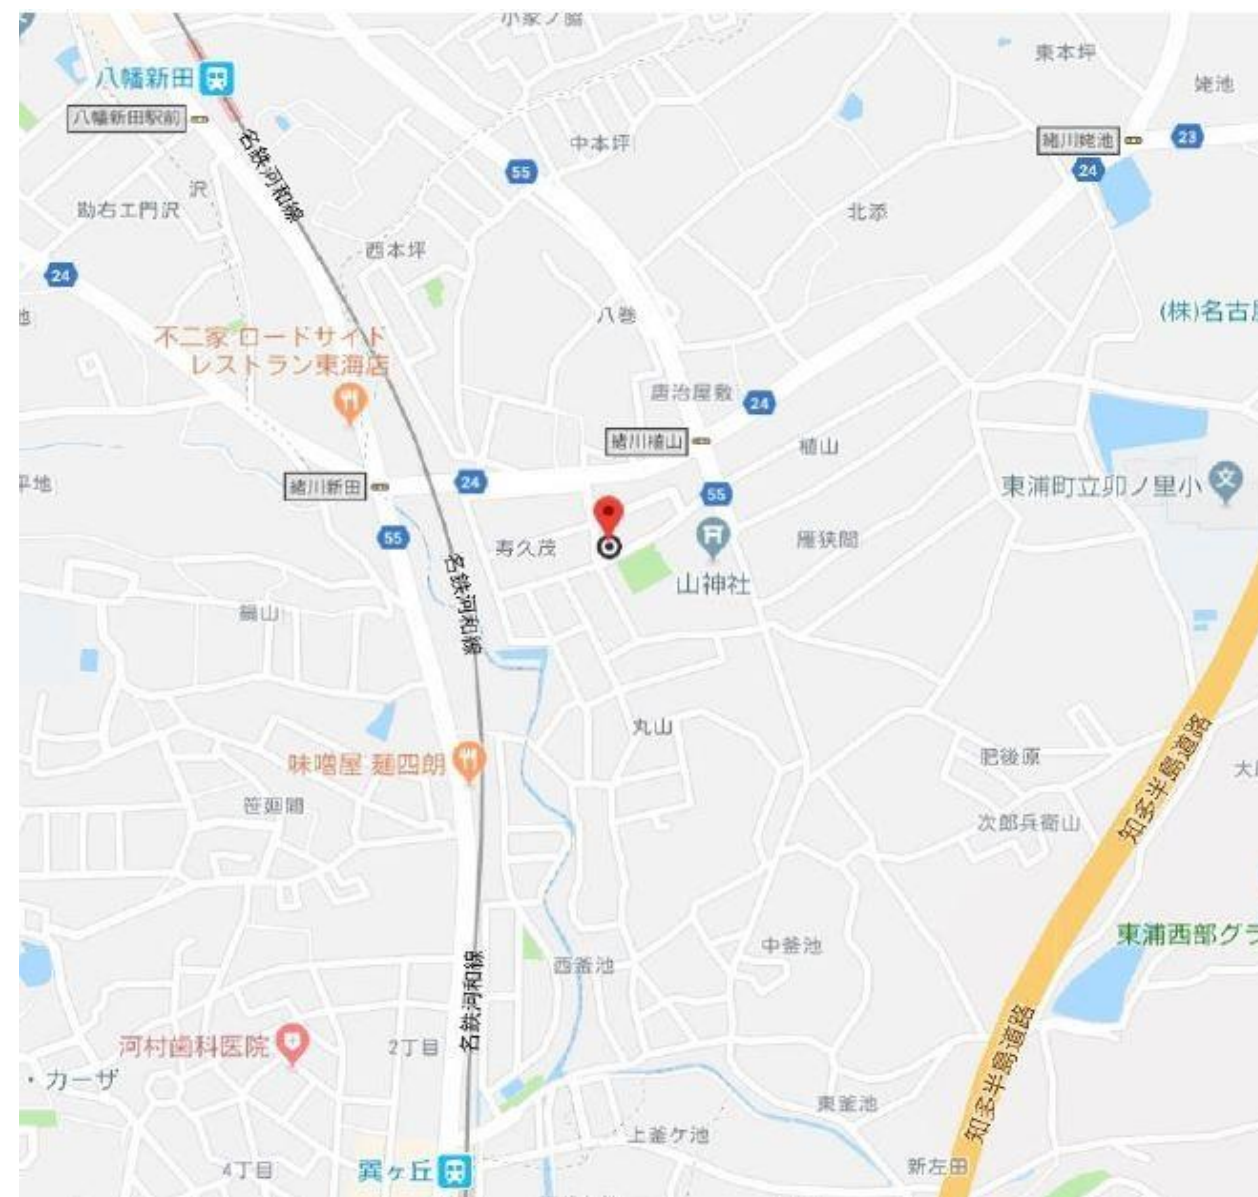 八幡新田
八幡新田駅前
名鉄河和線
沢
勘右エ門沢
西本坪
中本坪
55
東本坪
姥池
緒川姥池
23
24
北添
24
八巻
(株)名古
不二家 ロードサイド
レストラン東海店
唐治屋敷
24
緒川植山
植山
平地
緒川新田
24
55
東浦町立卯ノ里小
55
寿久茂
雁狭間
山神社
名鉄河和線
鍋山
丸山
味噌屋 麺四朗
笹廻間
肥後原
次郎兵衛山
知多半島道路
東浦西部グラ
中釜池
西釜池
名鉄河和線
河村歯科医院
2丁目
・カーザ
知多半島道路
東釜池
上釜ケ池
新左田
4丁目
巽ヶ丘